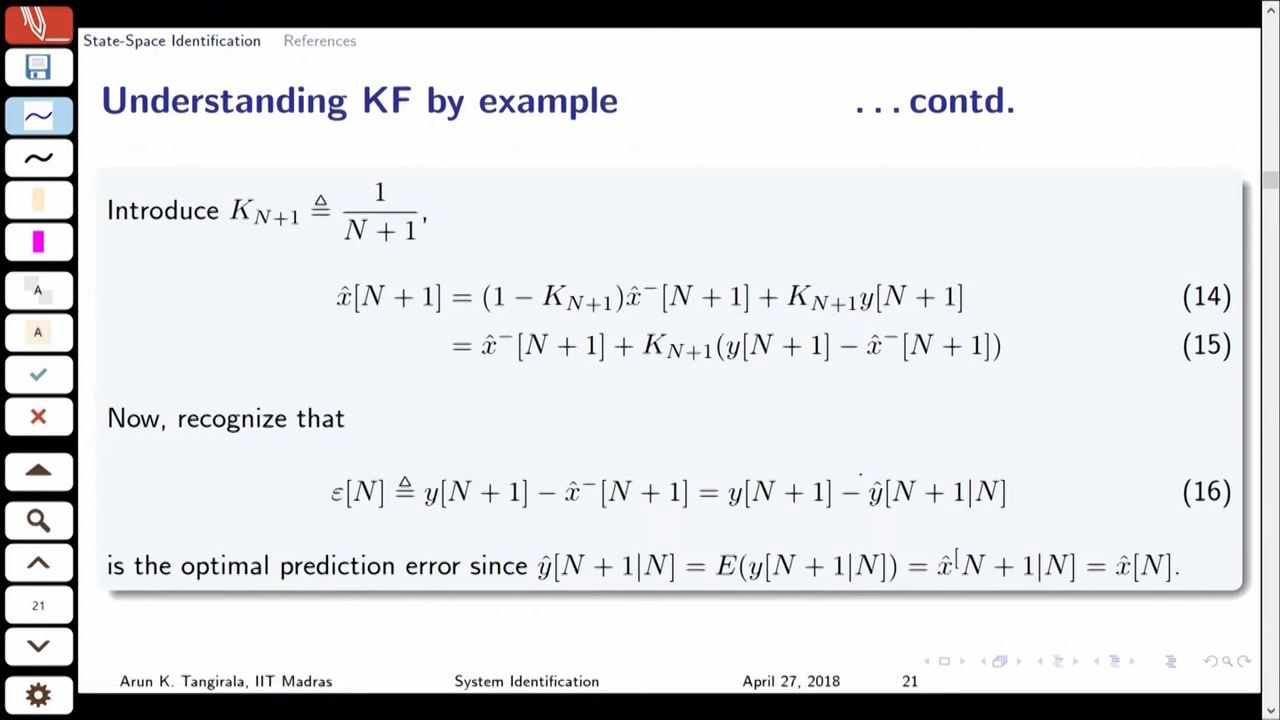 State-Space Identification References
Understanding KF by example . . . contd.
Introduce K_{N+1} ≜ 1/(N + 1),
x̂[N + 1] = (1 − K_{N+1})x̂⁻[N + 1] + K_{N+1}y[N + 1] (14)
= x̂⁻[N + 1] + K_{N+1}(y[N + 1] − x̂⁻[N + 1]) (15)
Now, recognize that
ε[N] ≜ y[N + 1] − x̂⁻[N + 1] = y[N + 1] − ŷ[N + 1|N] (16)
is the optimal prediction error since ŷ[N + 1|N] = E(y[N + 1|N]) = x̂[N + 1|N] = x̂[N].
A
A
21
Arun K. Tangirala, IIT Madras System Identification April 27, 2018 21